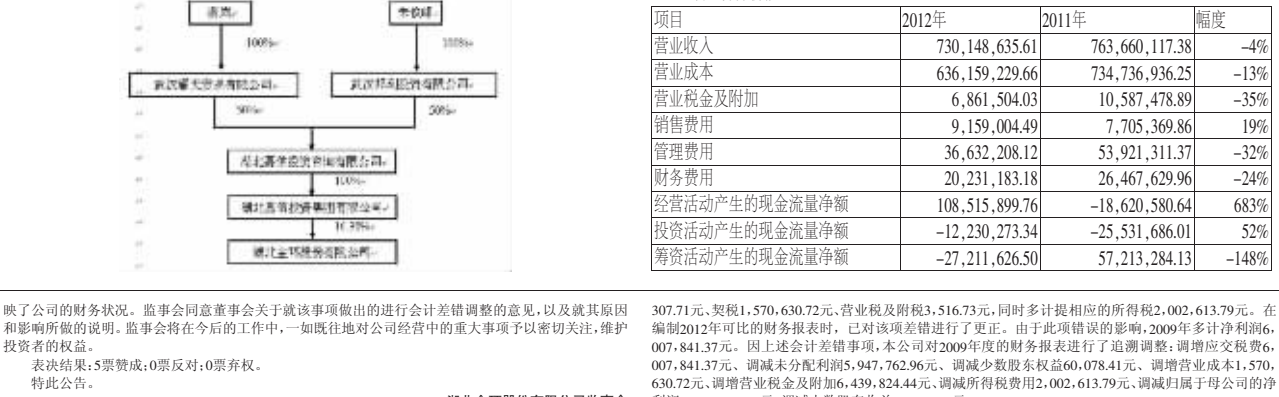 100%
100%
50%
50%
100%
项目 2012年 2011年 幅度
营业收入 730,148,635.61 763,660,117.38 -4%
营业成本 636,159,229.66 734,736,936.25 -13%
营业税金及附加 6,861,504.03 10,587,478.89 -35%
销售费用 9,159,004.49 7,705,369.86 19%
管理费用 36,632,208.12 53,921,311.37 -32%
财务费用 20,231,183.18 26,467,629.96 -24%
经营活动产生的现金流量净额 108,515,899.76 -18,620,580.64 683%
投资活动产生的现金流量净额 -12,230,273.34 -25,531,686.01 52%
筹资活动产生的现金流量净额 -27,211,626.50 57,213,284.13 -148%
映了公司的财务状况。监事会同意董事会关于就该事项做出的进行会计差错调整的意见,以及就其原因
和影响所做的说明。监事会将在今后的工作中,一如既往地对公司经营中的重大事项予以密切关注,维护
投资者的权益。
表决结果:5票赞成;0票反对;0票弃权。
特此公告。
307.71元、契税1,570,630.72元、营业税及附税3,516.73元,同时多计提相应的所得税2,002,613.79元。在
编制2012年可比的财务报表时，已对该项差错进行了更正。由于此项错误的影响,2009年多计净利润6,
007,841.37元。因上述会计差错事项,本公司对2009年度的财务报表进行了追溯调整:调增应交税费6,
007,841.37元、调减未分配利润5,947,762.96元、调减少数股东权益60,078.41元、调增营业成本1,570,
630.72元、调增营业税金及附加6,439,824.44元、调减所得税费用2,002,613.79元、调减归属于母公司的净